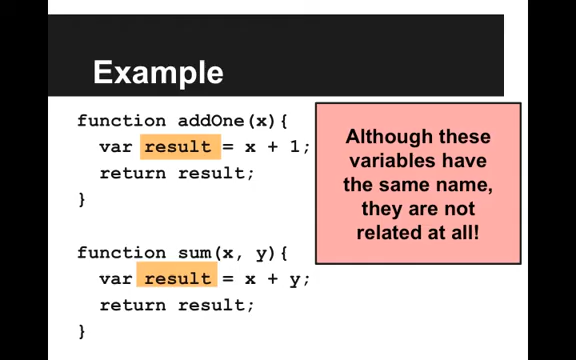 Example
function addOne(x){
var result = x + 1;
return result;
}
function sum(x, y){
var result = x + y;
return result;
}
Although these
variables have
the same name,
they are not
related at all!